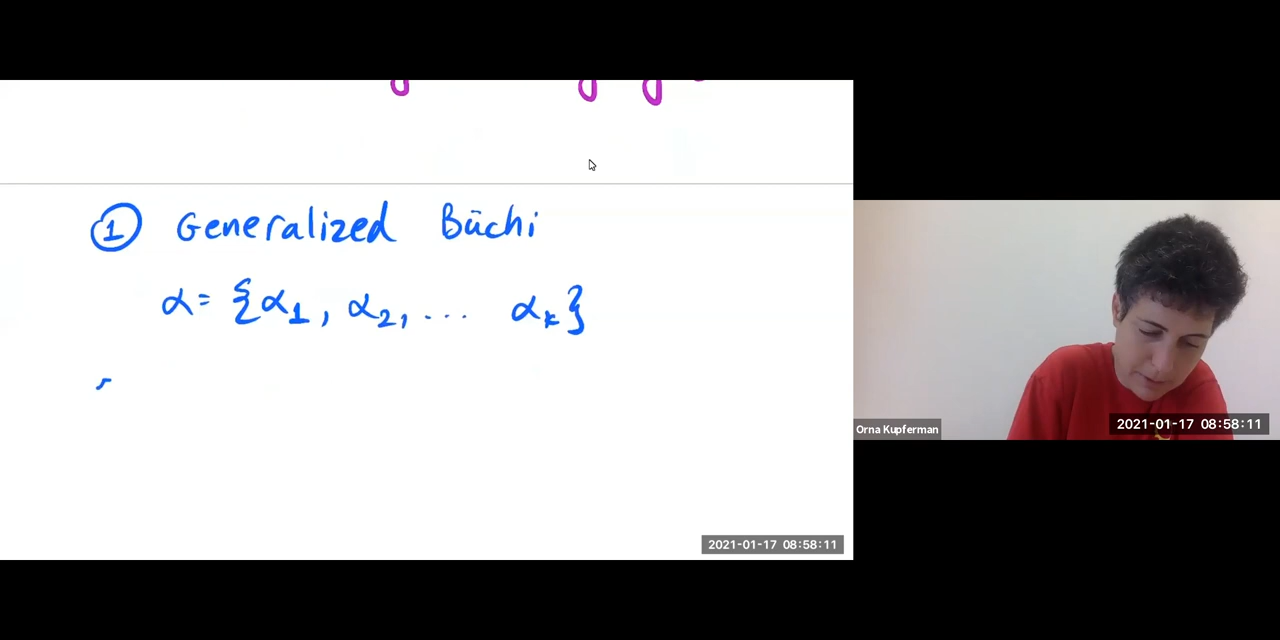 ① Generalized Büchi
α = {α1, α2, ... αk}
Orna Kupferman
2021-01-17 08:58:11
2021-01-17 08:58:11